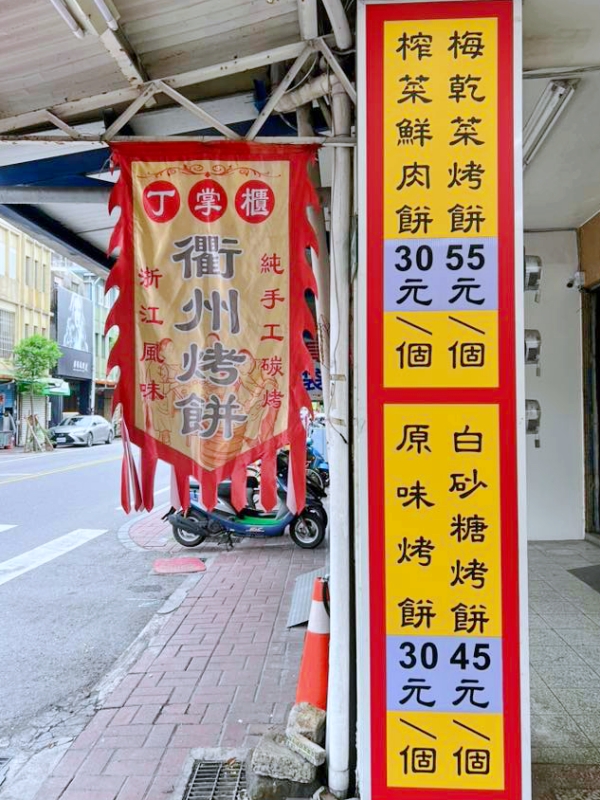 丁掌櫃
純手工碳烤
衢州烤餅
浙江風味
梅乾菜烤餅
55元/個
榨菜鮮肉餅
30元/個
白砂糖烤餅
45元/個
原味烤餅
30元/個